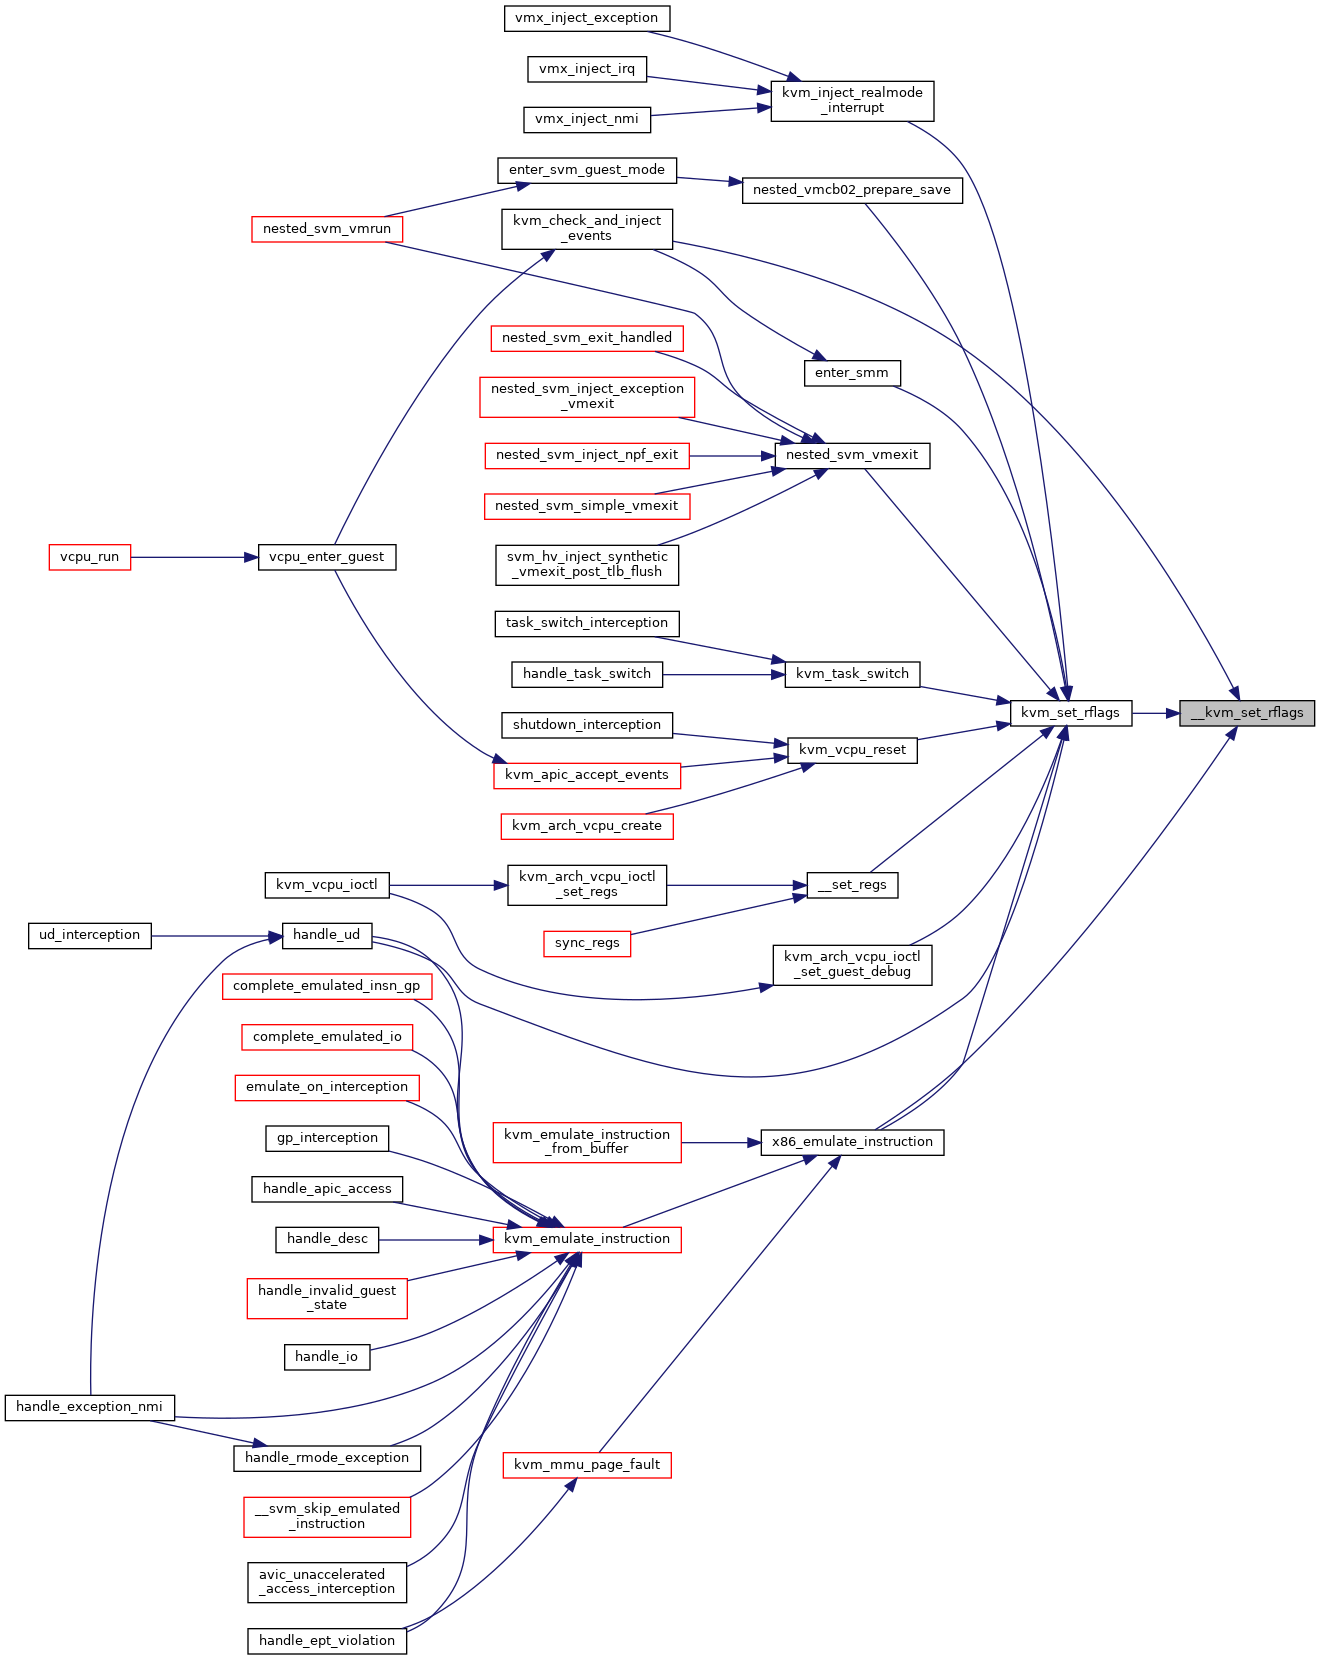 vmx_inject_exception
vmx_inject_irq
kvm_inject_realmode
_interrupt
vmx_inject_nmi
enter_svm_guest_mode
nested_vmcb02_prepare_save
nested_svm_vmrun
kvm_check_and_inject
_events
nested_svm_exit_handled
enter_smm
nested_svm_inject_exception
_vmexit
nested_svm_inject_npf_exit
nested_svm_vmexit
nested_svm_simple_vmexit
svm_hv_inject_synthetic
_vmexit_post_tlb_flush
vcpu_run
vcpu_enter_guest
task_switch_interception
handle_task_switch
kvm_task_switch
kvm_set_rflags
__kvm_set_rflags
shutdown_interception
kvm_vcpu_reset
kvm_apic_accept_events
kvm_arch_vcpu_create
kvm_vcpu_ioctl
kvm_arch_vcpu_ioctl
_set_regs
__set_regs
ud_interception
handle_ud
sync_regs
kvm_arch_vcpu_ioctl
_set_guest_debug
complete_emulated_insn_gp
complete_emulated_io
emulate_on_interception
gp_interception
kvm_emulate_instruction
_from_buffer
x86_emulate_instruction
handle_apic_access
handle_desc
kvm_emulate_instruction
handle_invalid_guest
_state
handle_io
handle_exception_nmi
handle_rmode_exception
kvm_mmu_page_fault
__svm_skip_emulated
_instruction
avic_unaccelerated
_access_interception
handle_ept_violation